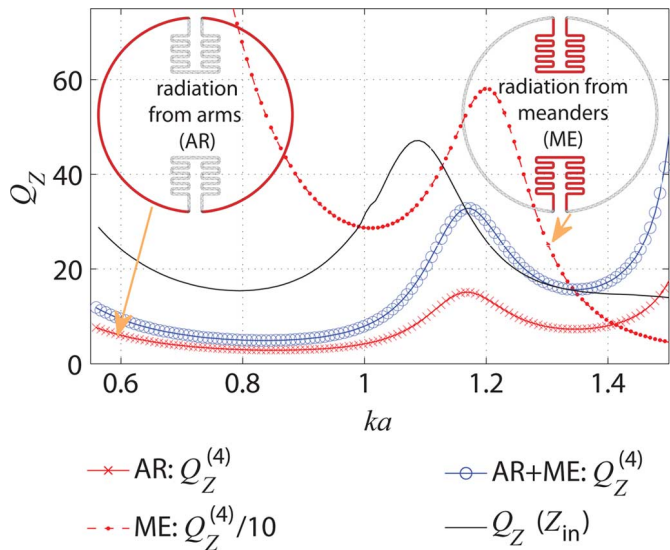 60
40
20
0
Q_Z
radiation
from arms
(AR)
radiation from
meanders
(ME)
0.6 0.8 1 1.2 1.4
ka
AR: Q_Z^(4)
AR+ME: Q_Z^(4)
ME: Q_Z^(4)/10
Q_Z (Z_in)